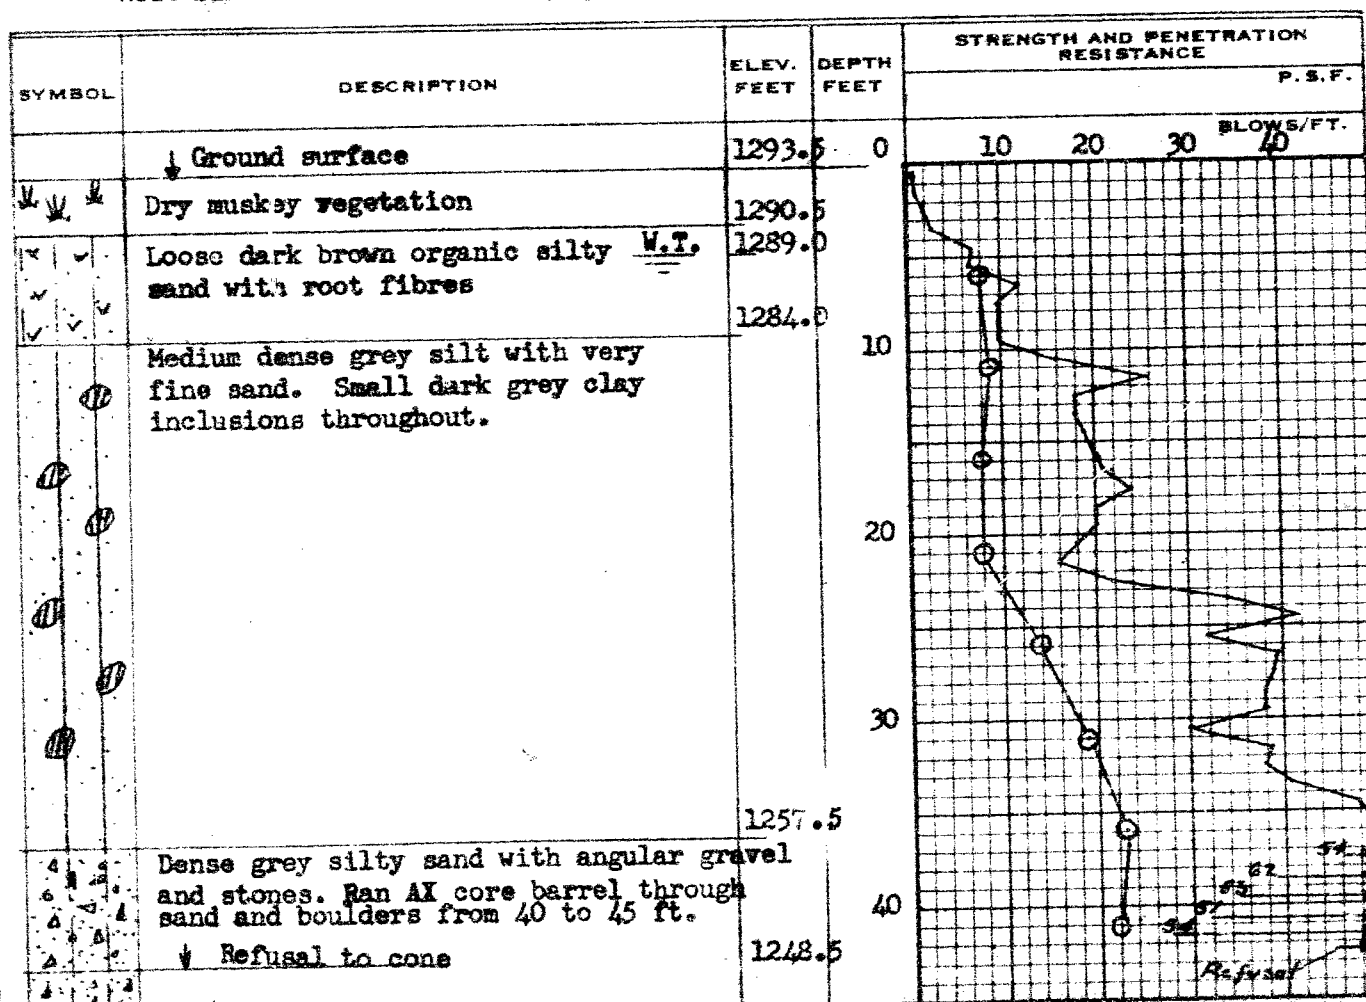 STRENGTH AND PENETRATION
RESISTANCE
SYMBOL
DESCRIPTION
ELEV.
FEET
DEPTH
FEET
P.S.F.
BLOWS/FT.
Ground surface
1293.5
0
10
20
30
40
Dry muskey vegetation
1290.5
Loose dark brown organic silty
sand with root fibres
W.T.
1289.0
1284.0
Medium dense grey silt with very
fine sand. Small dark grey clay
inclusions throughout.
10
20
30
1257.5
Dense grey silty sand with angular gravel
and stones. Ran AX core barrel through
sand and boulders from 40 to 45 ft.
40
54
62
Refusal to cone
1248.5
Refusal